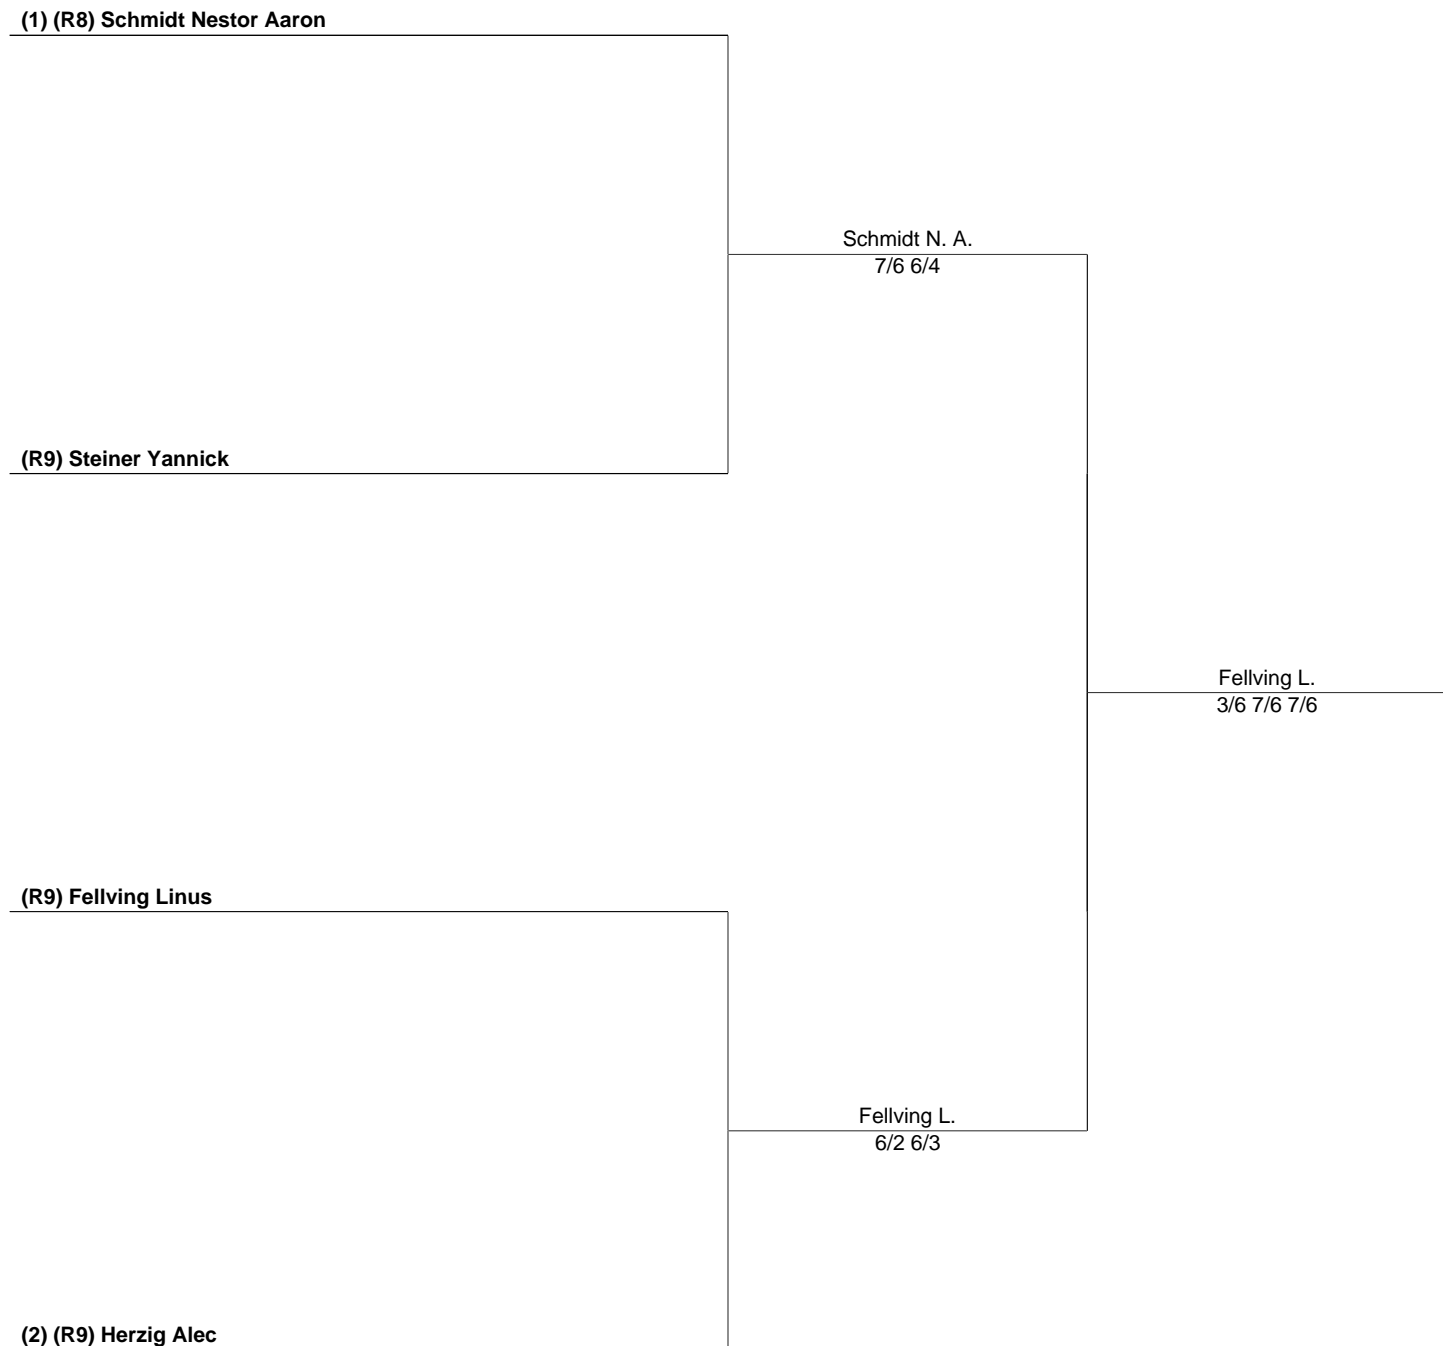 (1) (R8) Schmidt Nestor Aaron
Schmidt N. A.
7/6 6/4
(R9) Steiner Yannick
Fellving L.
3/6 7/6 7/6
(R9) Fellving Linus
Fellving L.
6/2 6/3
(2) (R9) Herzig Alec